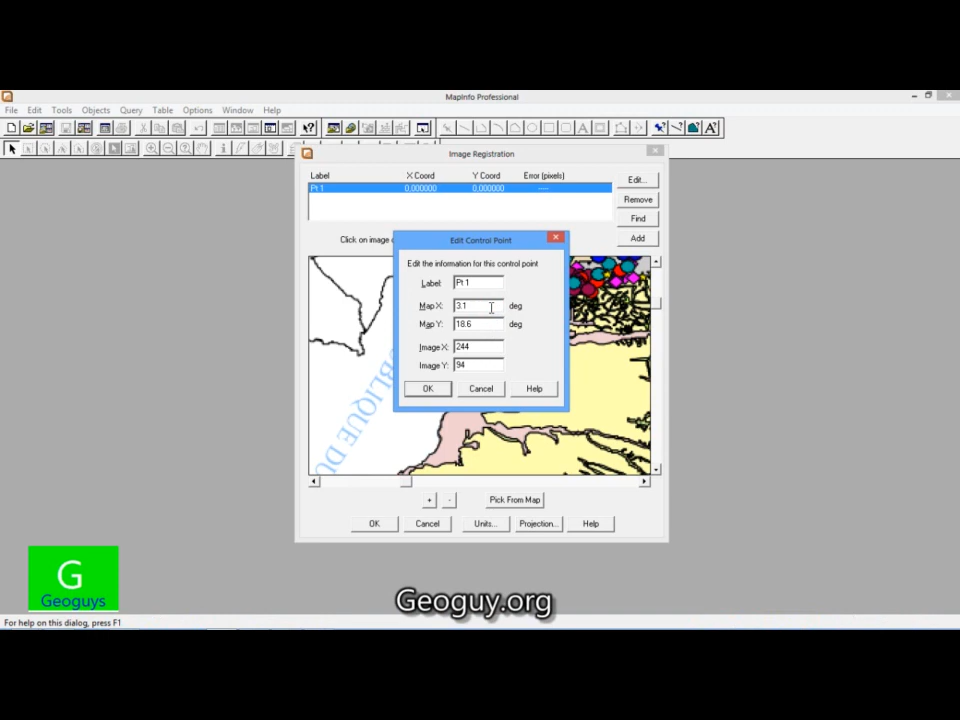 MapInfo Professional
File Edit Tools Objects Query Table Options Window Help
Image Registration
Label X Coord Y Coord Error (pixels)
Pt 1 0,000000 0,000000 ----
Edit...
Remove
Find
Add
Click on image
Edit Control Point
Edit the information for this control point
Label: Pt 1
Map X: 3.1 deg
Map Y: 18.6 deg
Image X: 244
Image Y: 94
OK Cancel Help
BLIQUE DU
+ - Pick From Map
OK Cancel Units... Projection... Help
G
Geoguys
Geoguy.org
For help on this dialog, press F1